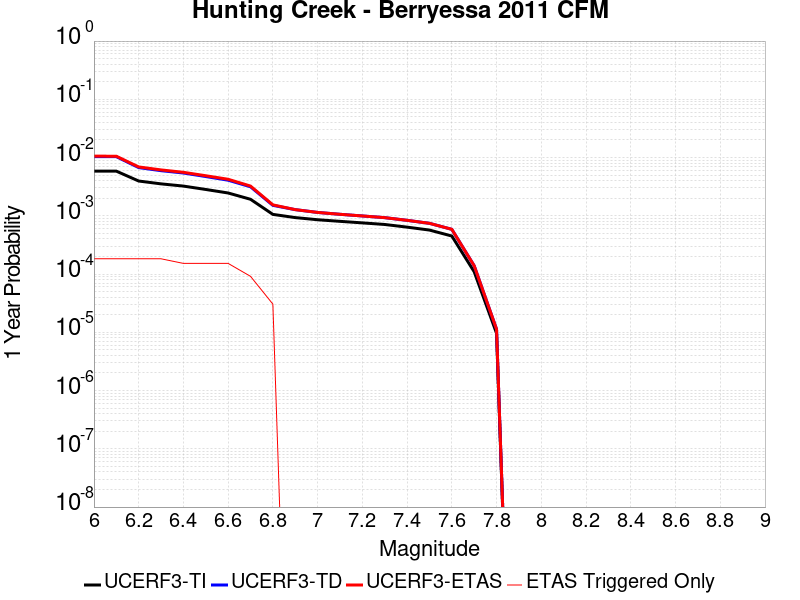 Hunting Creek - Berryessa 2011 CFM
10^0
10^-1
10^-2
10^-3
10^-4
10^-5
10^-6
10^-7
10^-8
1 Year Probability
6 6.2 6.4 6.6 6.8 7 7.2 7.4 7.6 7.8 8 8.2 8.4 8.6 8.8 9
Magnitude
UCERF3-TI UCERF3-TD UCERF3-ETAS ETAS Triggered Only